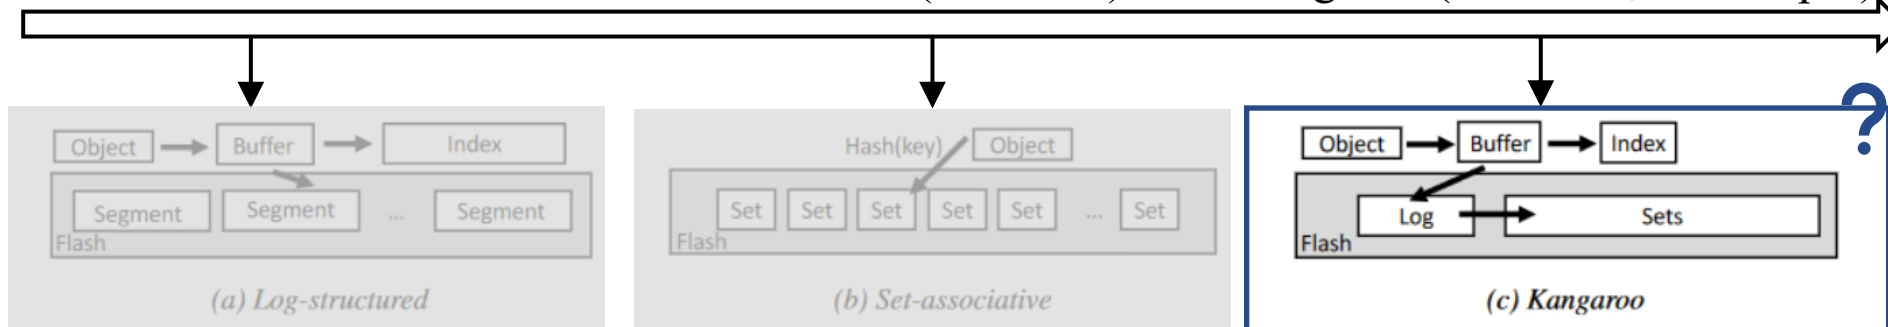 ?
Object Buffer Index
Segment Segment ... Segment
Flash
(a) Log-structured
Hash(key) Object
Set Set Set Set Set ... Set
Flash
(b) Set-associative
Object Buffer Index
Log Sets
Flash
(c) Kangaroo